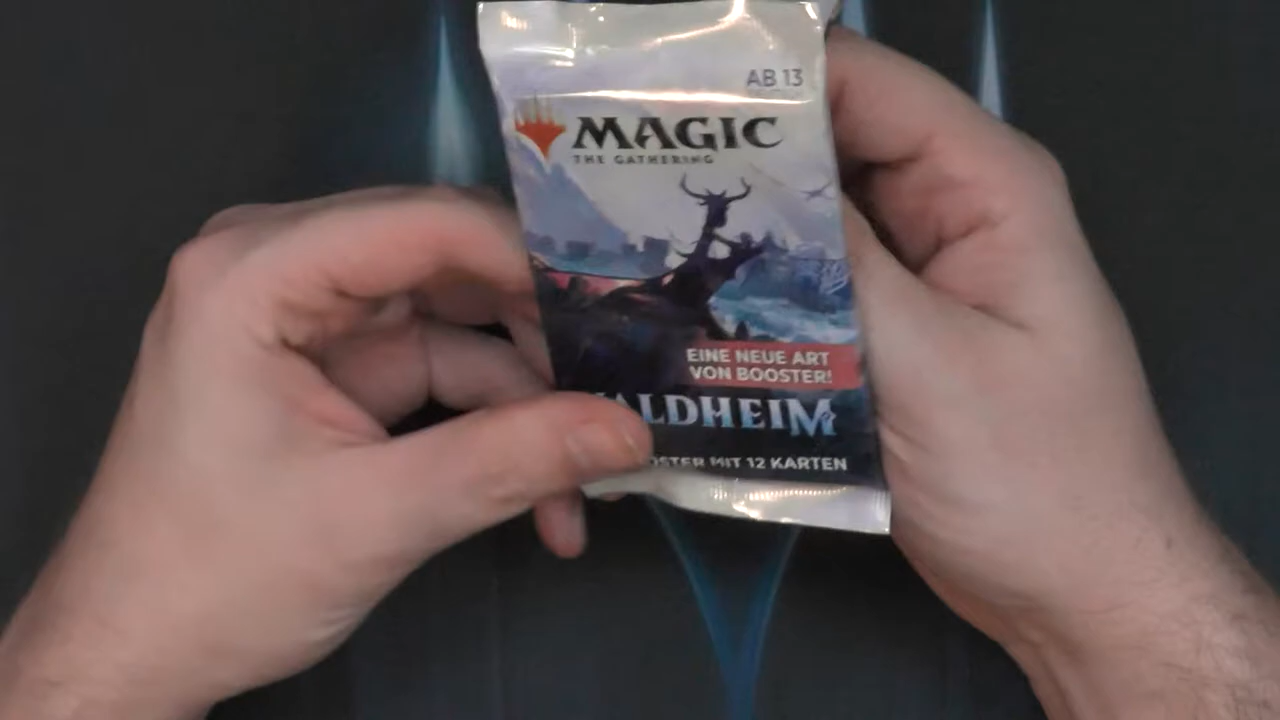 AB 13
MAGIC
THE GATHERING
EINE NEUE ART
VON BOOSTER!
ALDHEIM
OSTER MIT 12 KARTEN